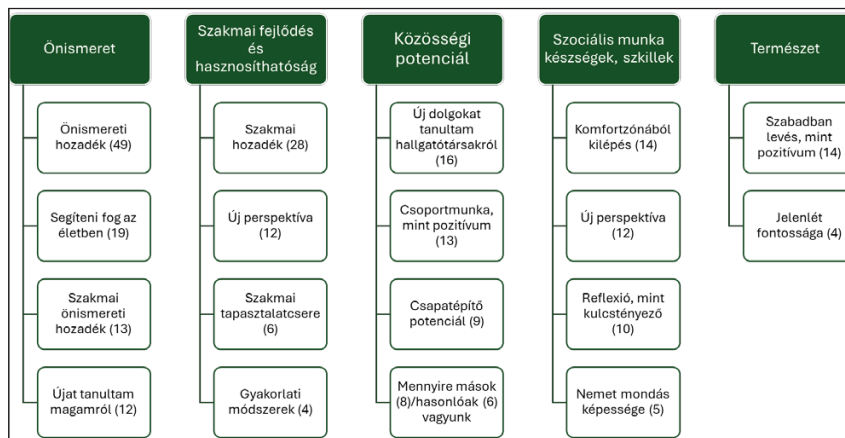 Önismeret
Önismereti
hozadék (49)
Segíteni fog az
életben (19)
Szakmai
önismereti
hozadék (13)
Újat tanultam
magamról (12)
Szakmai fejlődés
és
hasznosíthatóság
Szakmai
hozadék (28)
Új perspektíva
(12)
Szakmai
tapasztalatcsere
(6)
Gyakorlati
módszerek (4)
Közösségi
potenciál
Új dolgokat
tanultam
hallgatótársakról
(16)
Csoportmunka,
mint pozitívum
(13)
Csapatépítő
potenciál (9)
Mennyire mások
(8)/hasonlóak (6)
vagyunk
Szociális munka
készségek, szkillek
Komfortzónából
kilépés (14)
Új perspektíva
(12)
Reflexió, mint
kulcstényező
(10)
Nemet mondás
képessége (5)
Természet
Szabadban
levés, mint
pozitívum (14)
Jelenlét
fontossága (4)